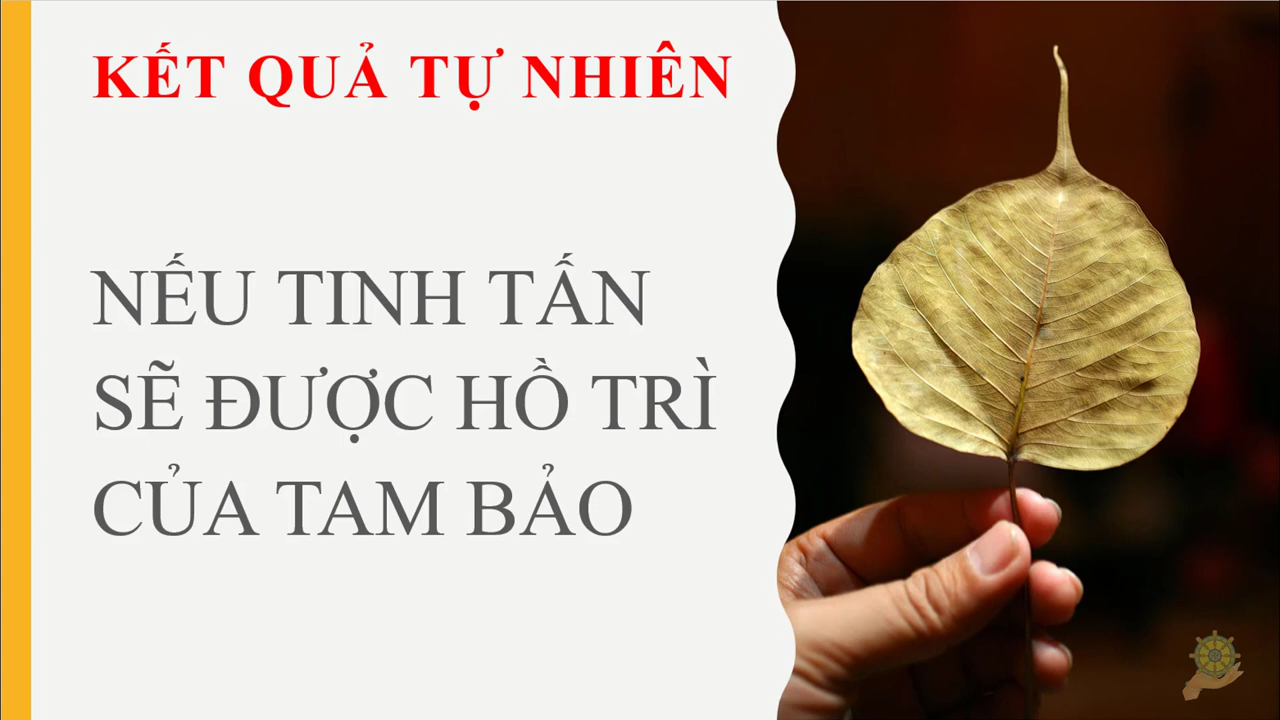 KẾT QUẢ TỰ NHIÊN
NẾU TINH TẤN
SẼ ĐƯỢC HỒ TRÌ
CỦA TAM BẢO